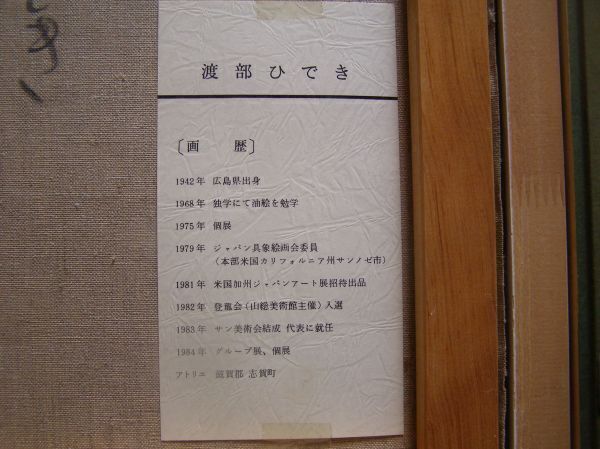 渡部ひでき
〔画 歴〕
1942年 広島県出身
1968年 独学にて油絵を勉学
1975年 個展
1979年 ジャパン具象絵画会委員
(本部米国カリフォルニア州サンノゼ市)
1981年 米国加州ジャパンアート展招待出品
1982年 登竜会(山総美術館主催)入選
1983年 サン美術會結成 代表に就任
1984年 グループ展、個展
アトリエ 滋賀郡 志賀町